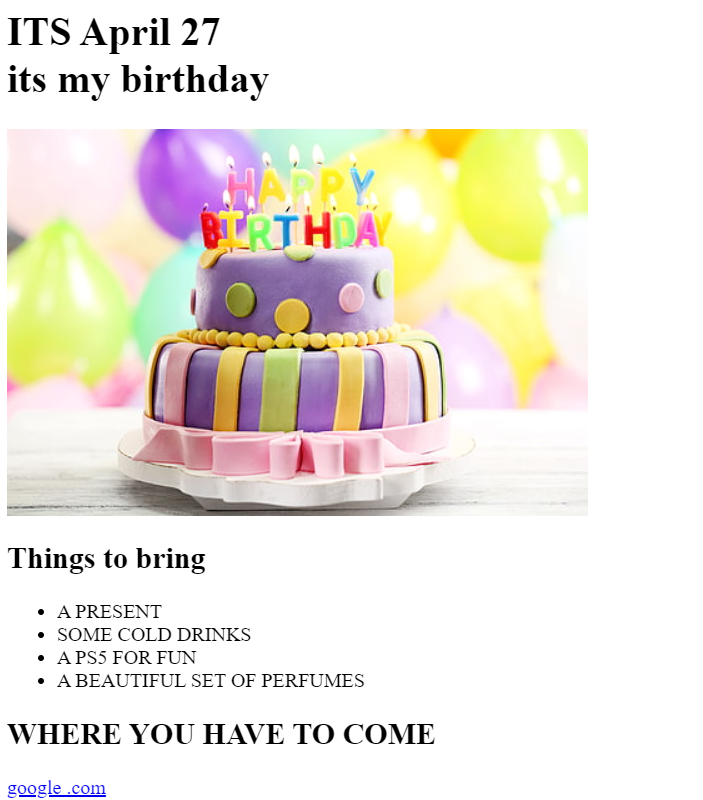 ITS April 27
its my birthday
HAPPY
BIRTHDAY
Things to bring
A PRESENT
SOME COLD DRINKS
A PS5 FOR FUN
A BEAUTIFUL SET OF PERFUMES
WHERE YOU HAVE TO COME
google .com